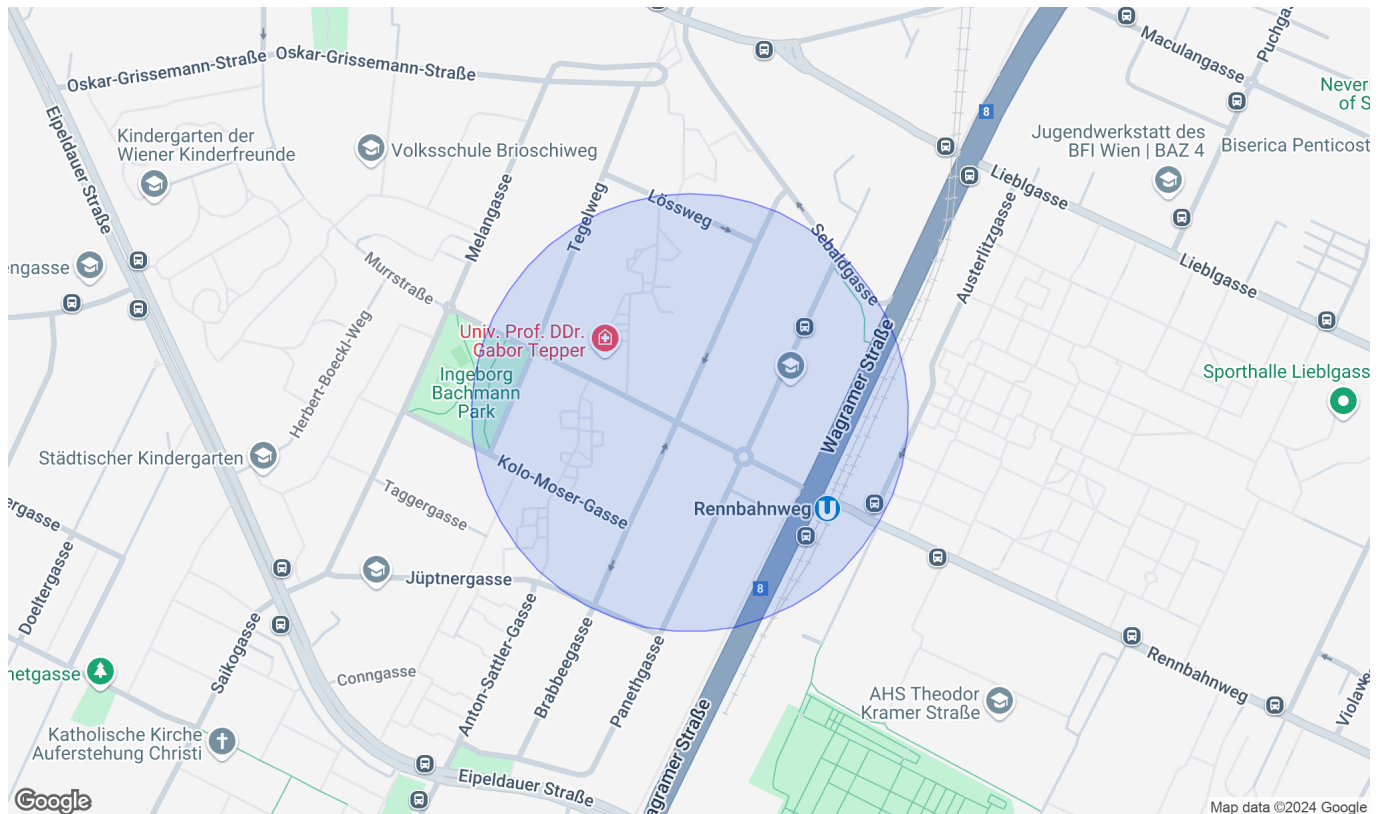 Maculangasse
Puchga
Oskar-Grissemann-Straße
Oskar-Grissemann-Straße
Never
of S
8
Eipeldauer Straße
Kindergarten der
Wiener Kinderfreunde
Volksschule Brioschiweg
Jugendwerkstatt des
BFI Wien | BAZ 4
Biserica Penticost
Lieblgasse
Melangasse
Tegelweg
Lössweg
Sebaldgasse
Austerlitzgasse
Lieblgasse
engasse
Murrstraße
Herbert-Boeckl-Weg
Univ. Prof. DDr.
Gabor Tepper
Ingeborg
Bachmann
Park
Wagramer Straße
Sporthalle Lieblgass
Städtischer Kindergarten
Kolo-Moser-Gasse
Taggergasse
Rennbahnweg
U
ergasse
Doeltergasse
Jüptnergasse
8
Saikogasse
Anton-Sattler-Gasse
Brabbeegasse
Panethgasse
Conngasse
netgasse
Rennbahnweg
Violawe
AHS Theodor
Kramer Straße
Katholische Kirche
Auferstehung Christi
Wagramer Straße
Eipeldauer Straße
Google
Map data ©2024 Google